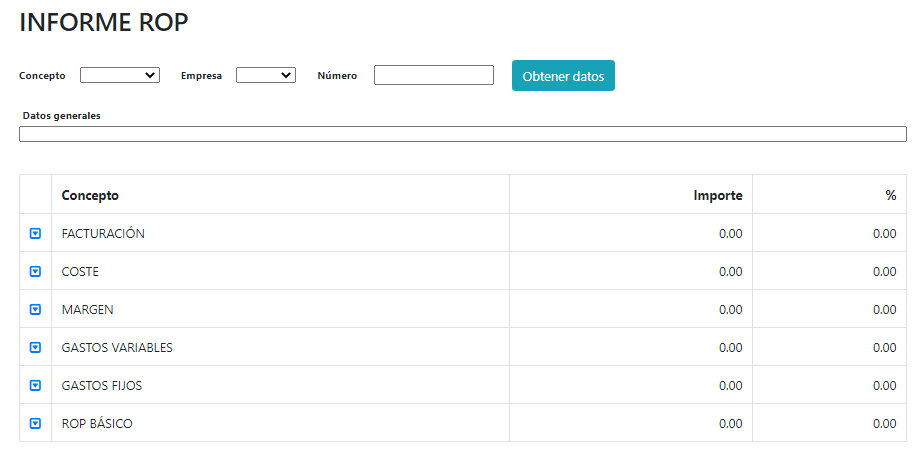 INFORME ROP
Concepto Empresa Número Obtener datos
Datos generales
Concepto Importe %
FACTURACIÓN 0.00 0.00
COSTE 0.00 0.00
MARGEN 0.00 0.00
GASTOS VARIABLES 0.00 0.00
GASTOS FIJOS 0.00 0.00
ROP BÁSICO 0.00 0.00